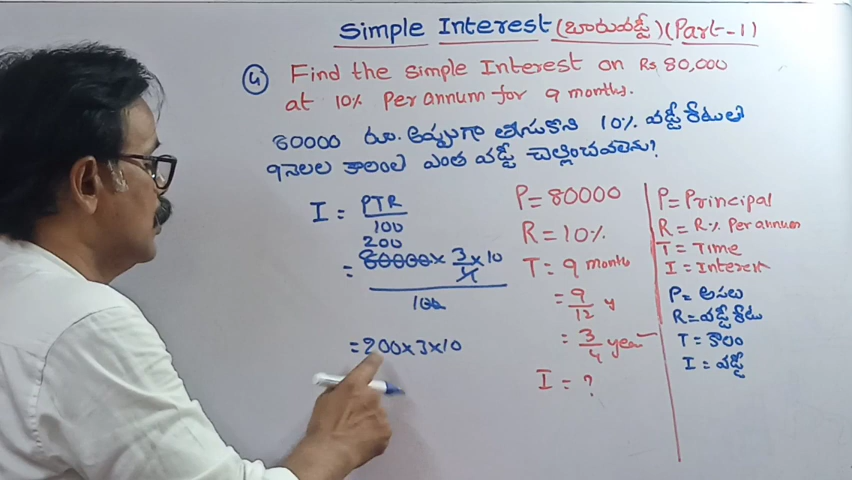 Simple Interest (బారువడ్డీ) (Part-1)
④ Find the simple Interest on Rs 80,000
at 10% Per annum for 9 months.
80000 రూ. అప్పుగా తీసుకొని 10% వడ్డీ రేటుతో
9 నెలల కాలంలో ఎంత వడ్డీ చెల్లించవలెను?
I = PTR
100
200
= 80000 × 3/4 × 10
100
= 200×3×10
P = 80000
R = 10%
T = 9 months
= 9/12 y
= 3/4 year
I = ?
P = Principal
R = R% Per annum
T = Time
I = Interest
P = అసలు
R = వడ్డీ రేటు
T = కాలం
I = వడ్డీ